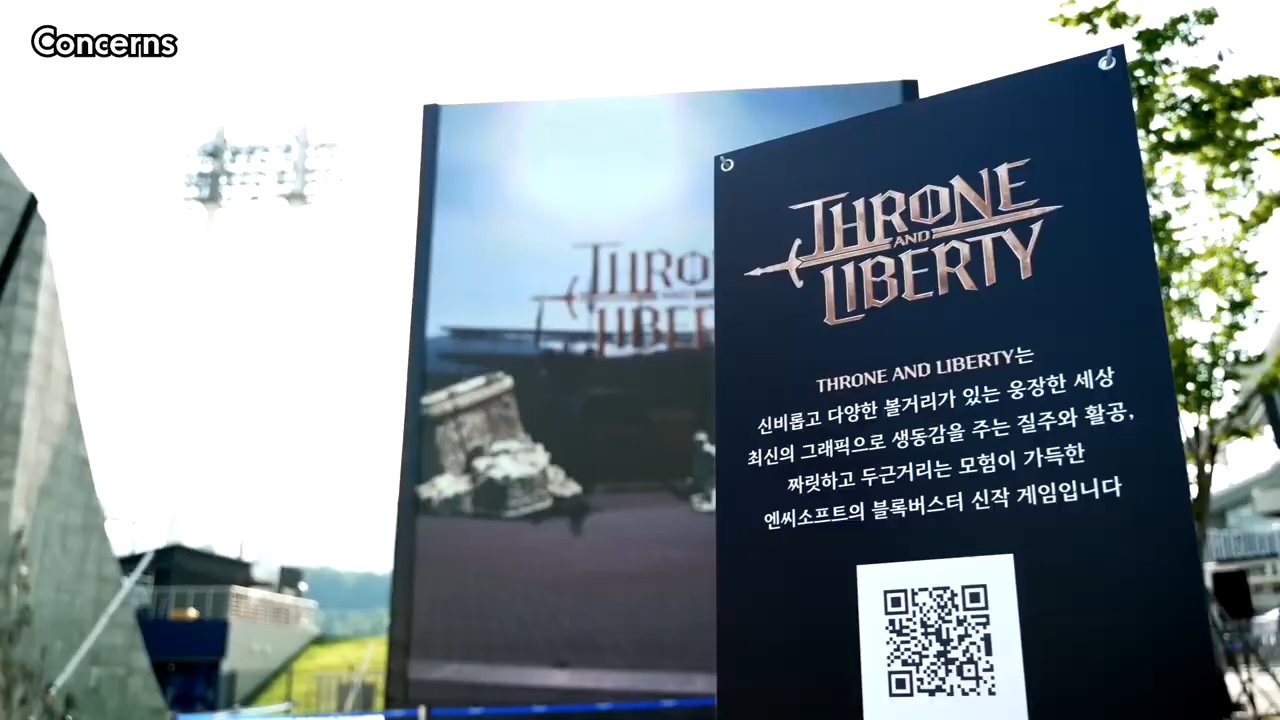 Concerns
THRONE
AND
LIBERTY
THRO
LIBER
THRONE AND LIBERTY는
신비롭고 다양한 볼거리가 있는 웅장한 세상
최신의 그래픽으로 생동감을 주는 질주와 활공,
짜릿하고 두근거리는 모험이 가득한
엔씨소프트의 블록버스터 신작 게임입니다